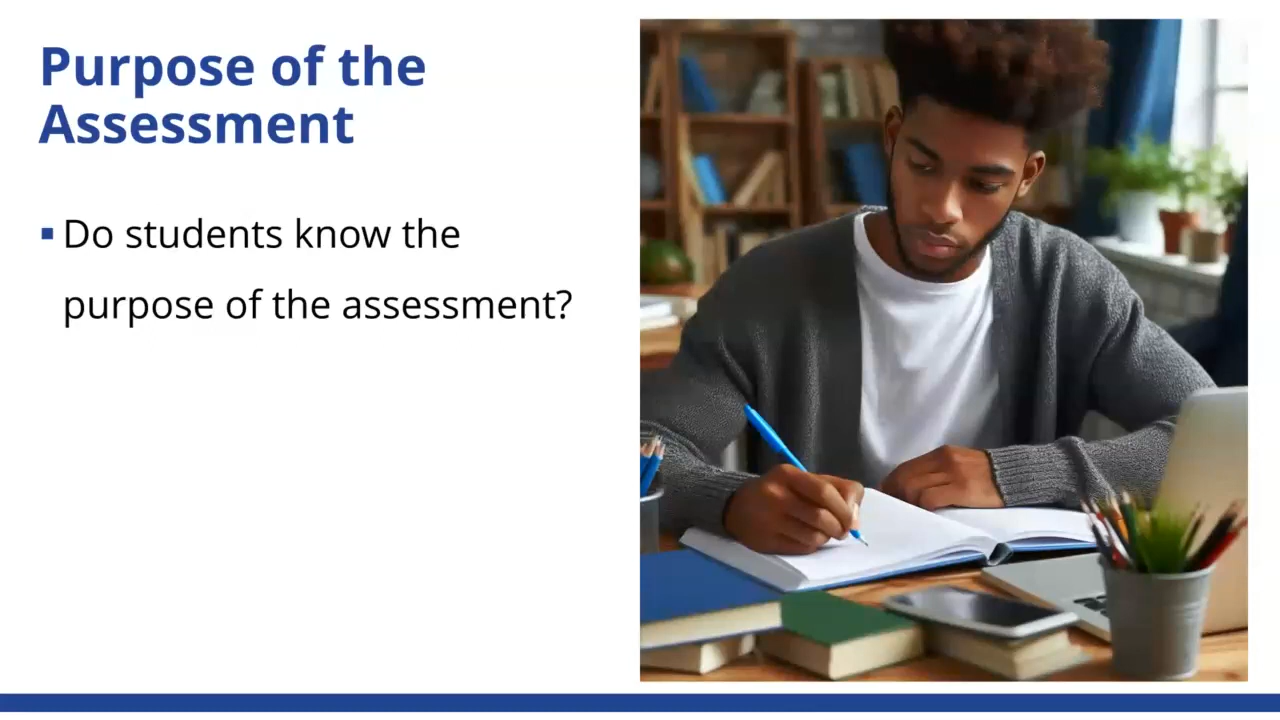 Purpose of the
Assessment
▪ Do students know the
purpose of the assessment?